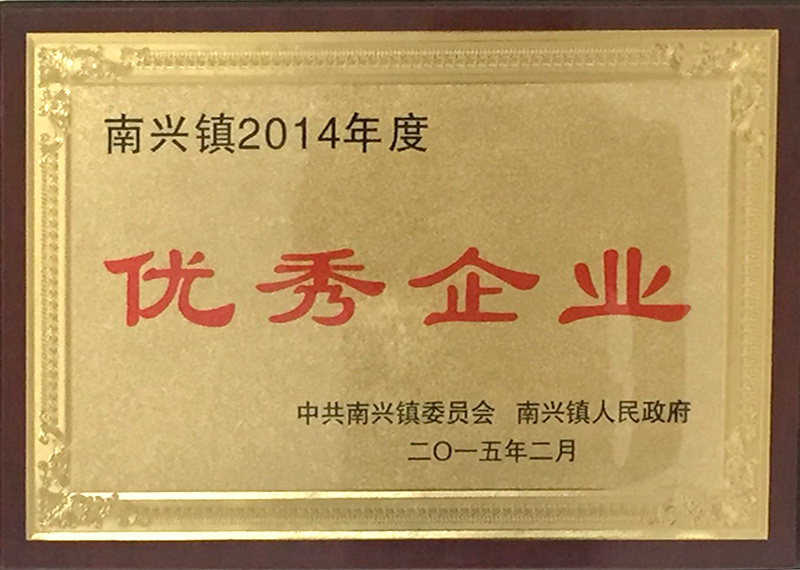 南兴镇2014年度
优秀企业
中共南兴镇委员会 南兴镇人民政府
二〇一五年二月